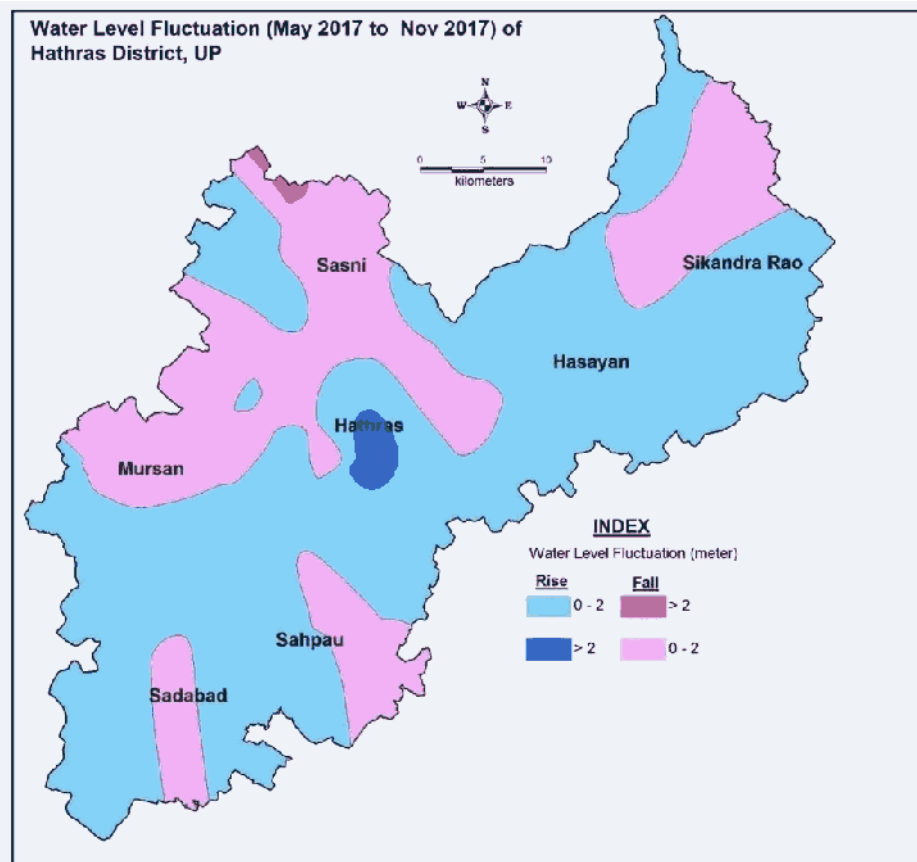 Water Level Fluctuation (May 2017 to Nov 2017) of
Hathras District, UP
N
W E
S
0 5 10
kilometers
Sasni
Sikandra Rao
Hasayan
Hathras
Mursan
INDEX
Water Level Fluctuation (meter)
Rise Fall
0 - 2 > 2
> 2 0 - 2
Sahpau
Sadabad